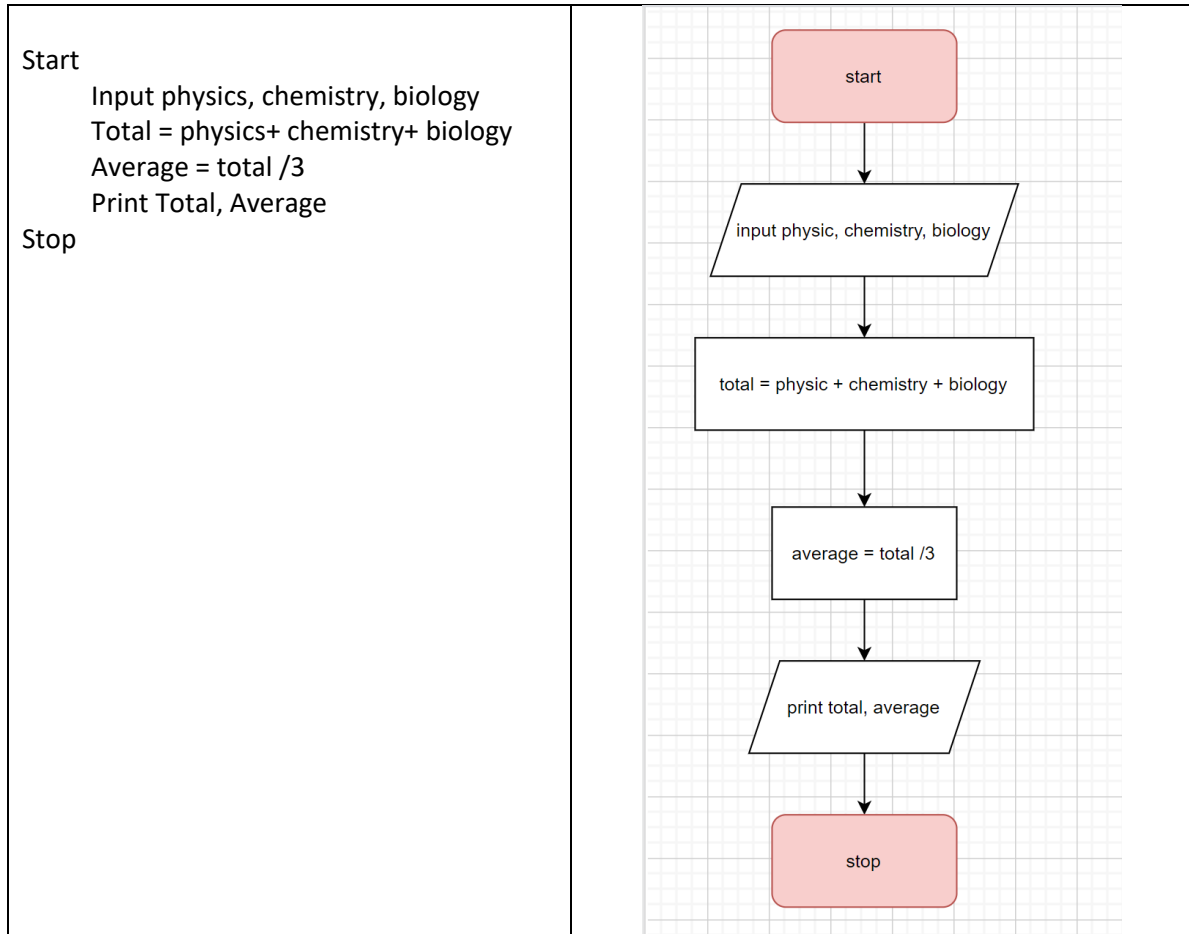 Start
Input physics, chemistry, biology
Total = physics+ chemistry+ biology
Average = total /3
Print Total, Average
Stop
start
input physic, chemistry, biology
total = physic + chemistry + biology
average = total /3
print total, average
stop